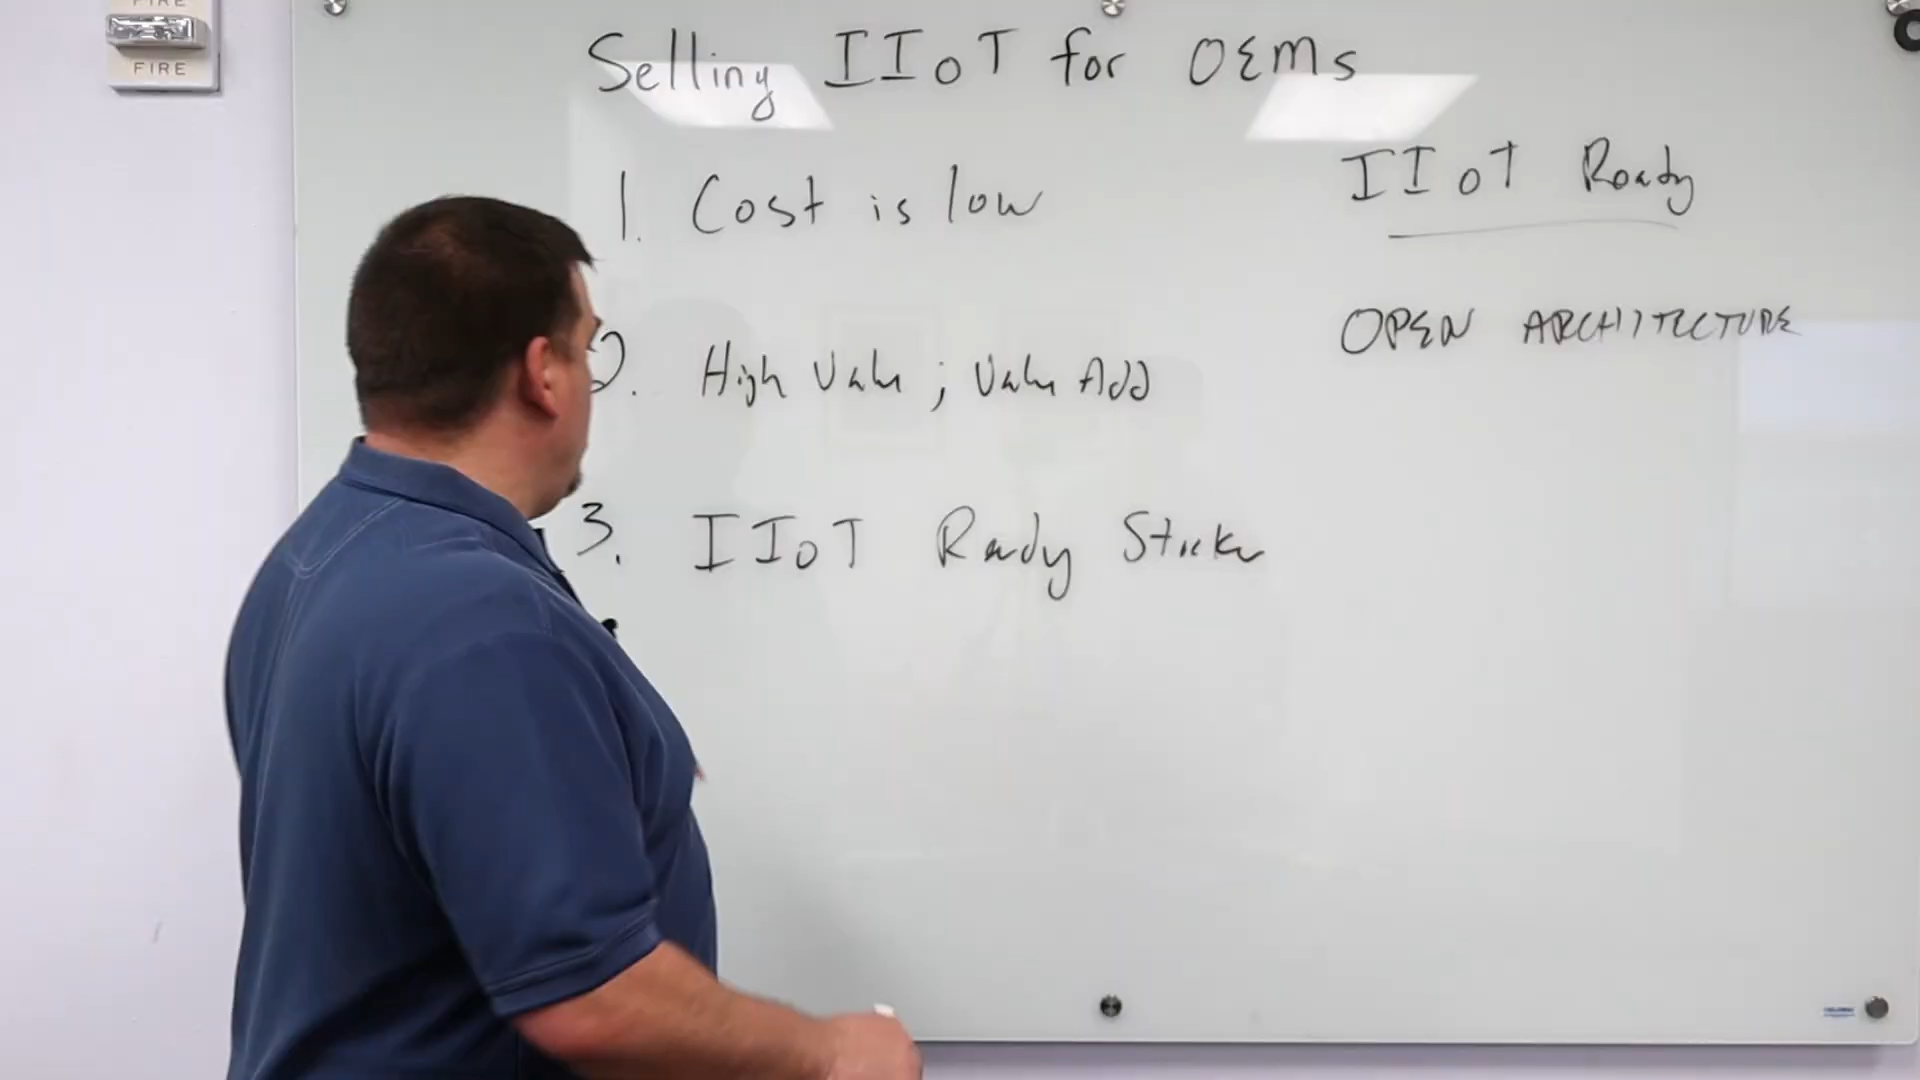 FIRE
FIRE
Selling IIoT for OEMs
1. Cost is low
2. High Value ; Value Add
3. IIoT Ready Sticker
IIoT Ready
OPEN ARCHITECTURE